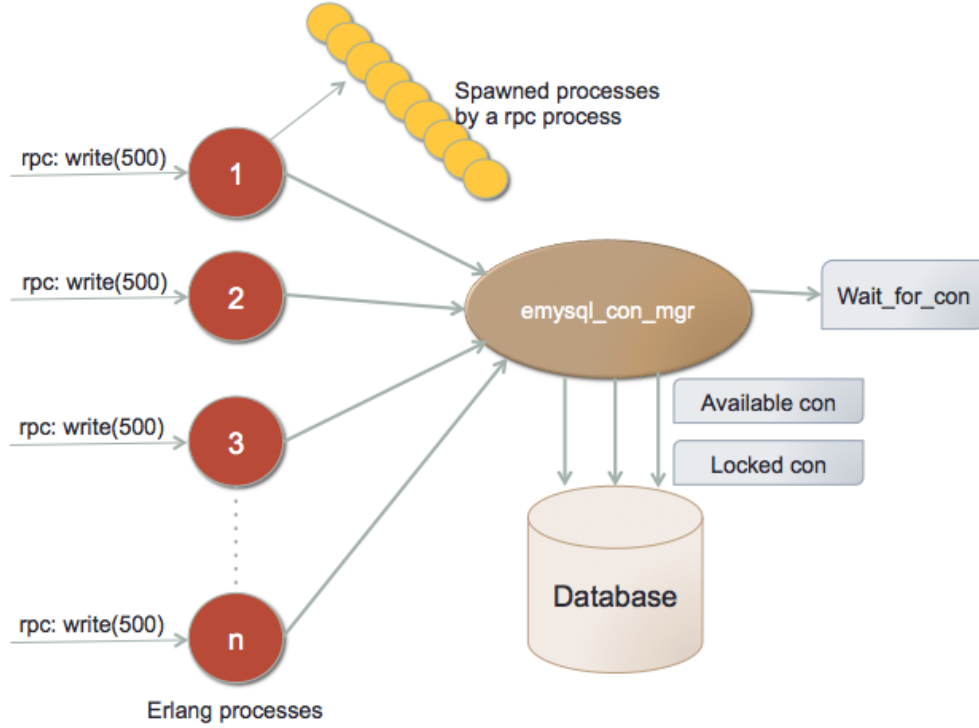 Spawned processes
by a rpc process
rpc: write(500)
1
rpc: write(500)
2
emysql_con_mgr
Wait_for_con
Available con
rpc: write(500)
3
Locked con
Database
rpc: write(500)
n
Erlang processes